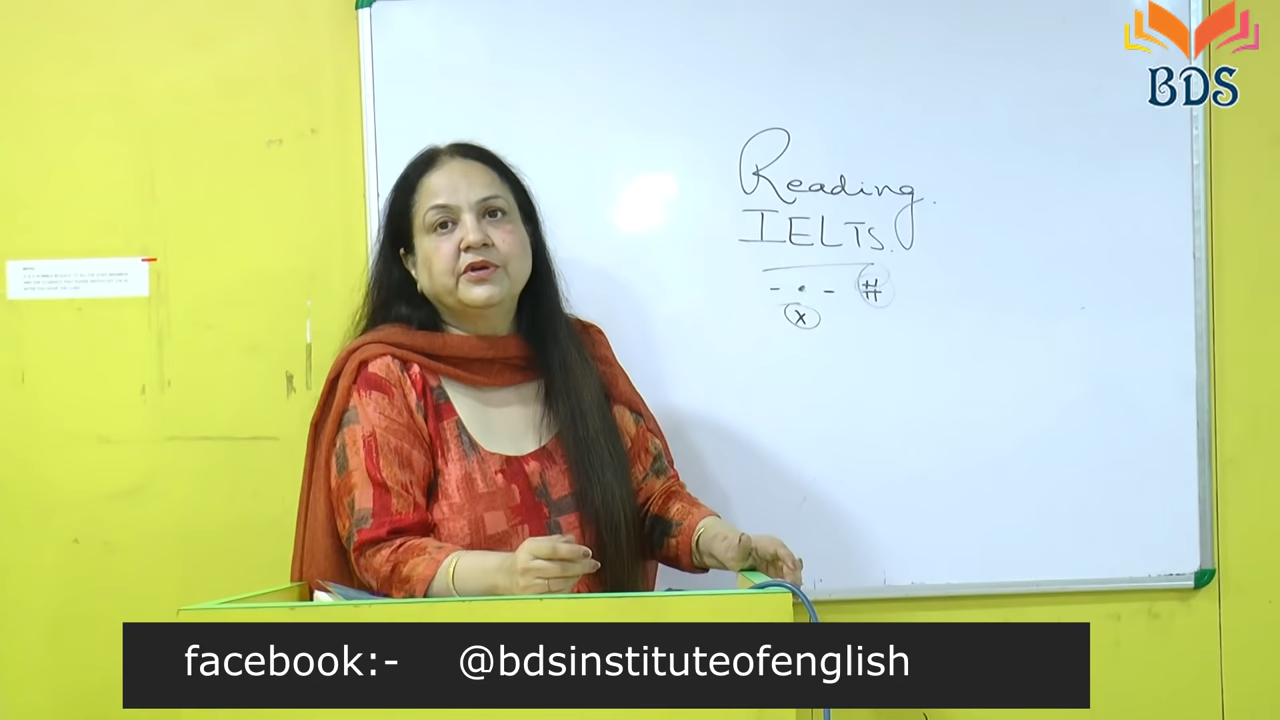 BDS
Reading.
IELTS.
- • - #
x
facebook:- @bdsinstituteofenglish